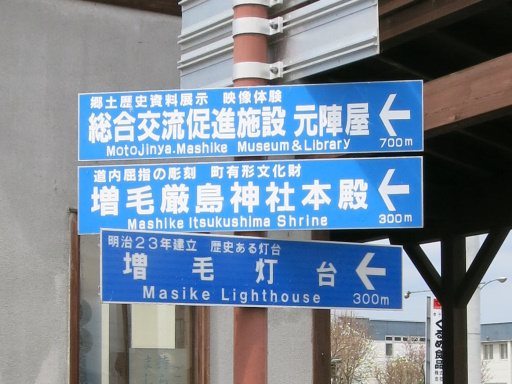 郷土歴史資料展示 映像体験
総合交流促進施設 元陣屋
MotoJinya.Mashike Museum&Library
700m
道内屈指の彫刻 町有形文化財
増毛厳島神社本殿
Mashike Itsukushima Shrine
300m
明治23年建立 歴史ある灯台
増毛灯台
Masike Lighthouse
300m